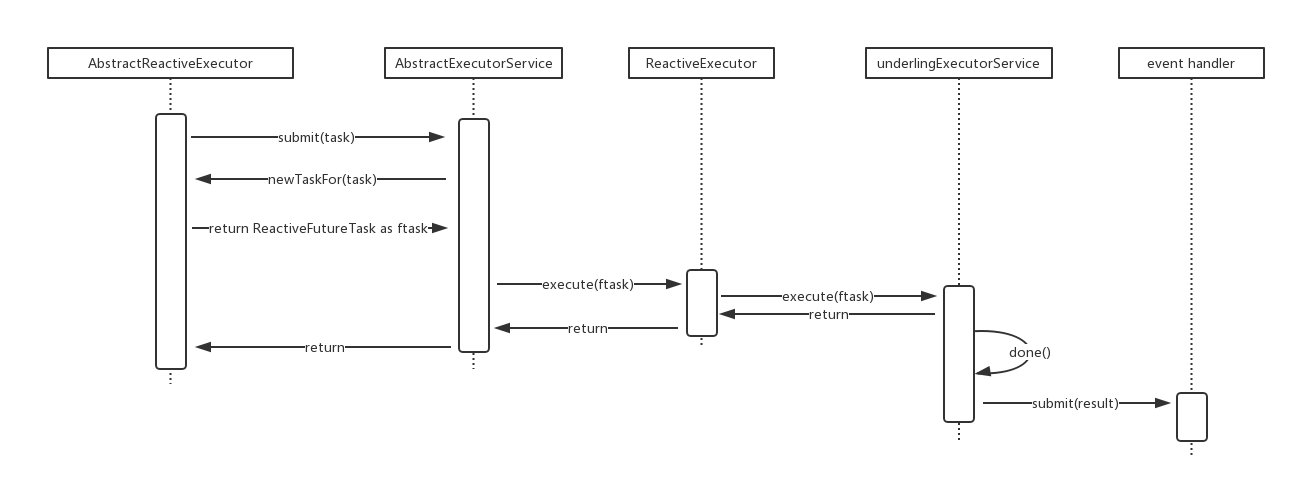 AbstractReactiveExecutor
AbstractExecutorService
ReactiveExecutor
underlingExecutorService
event handler
submit(task)
newTaskFor(task)
return ReactiveFutureTask as ftask
execute(ftask)
execute(ftask)
return
return
return
done()
submit(result)